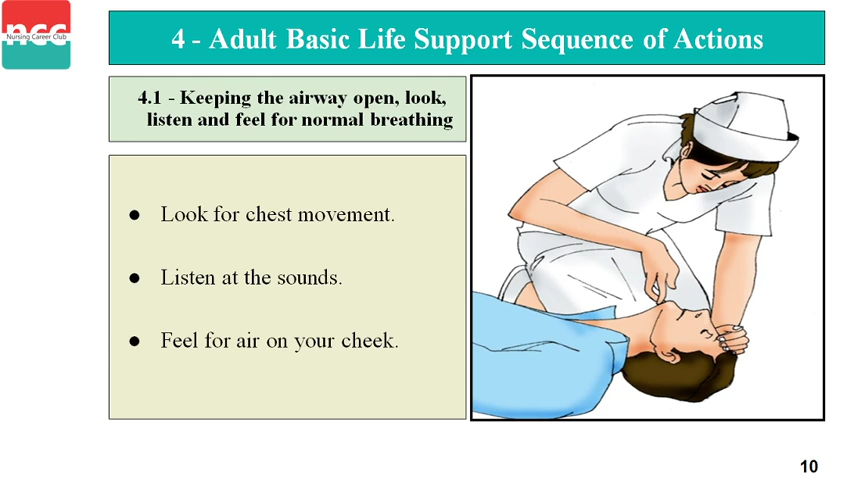 ncc
Nursing Career Club
4 - Adult Basic Life Support Sequence of Actions
4.1 - Keeping the airway open, look,
listen and feel for normal breathing
● Look for chest movement.
● Listen at the sounds.
● Feel for air on your cheek.
10